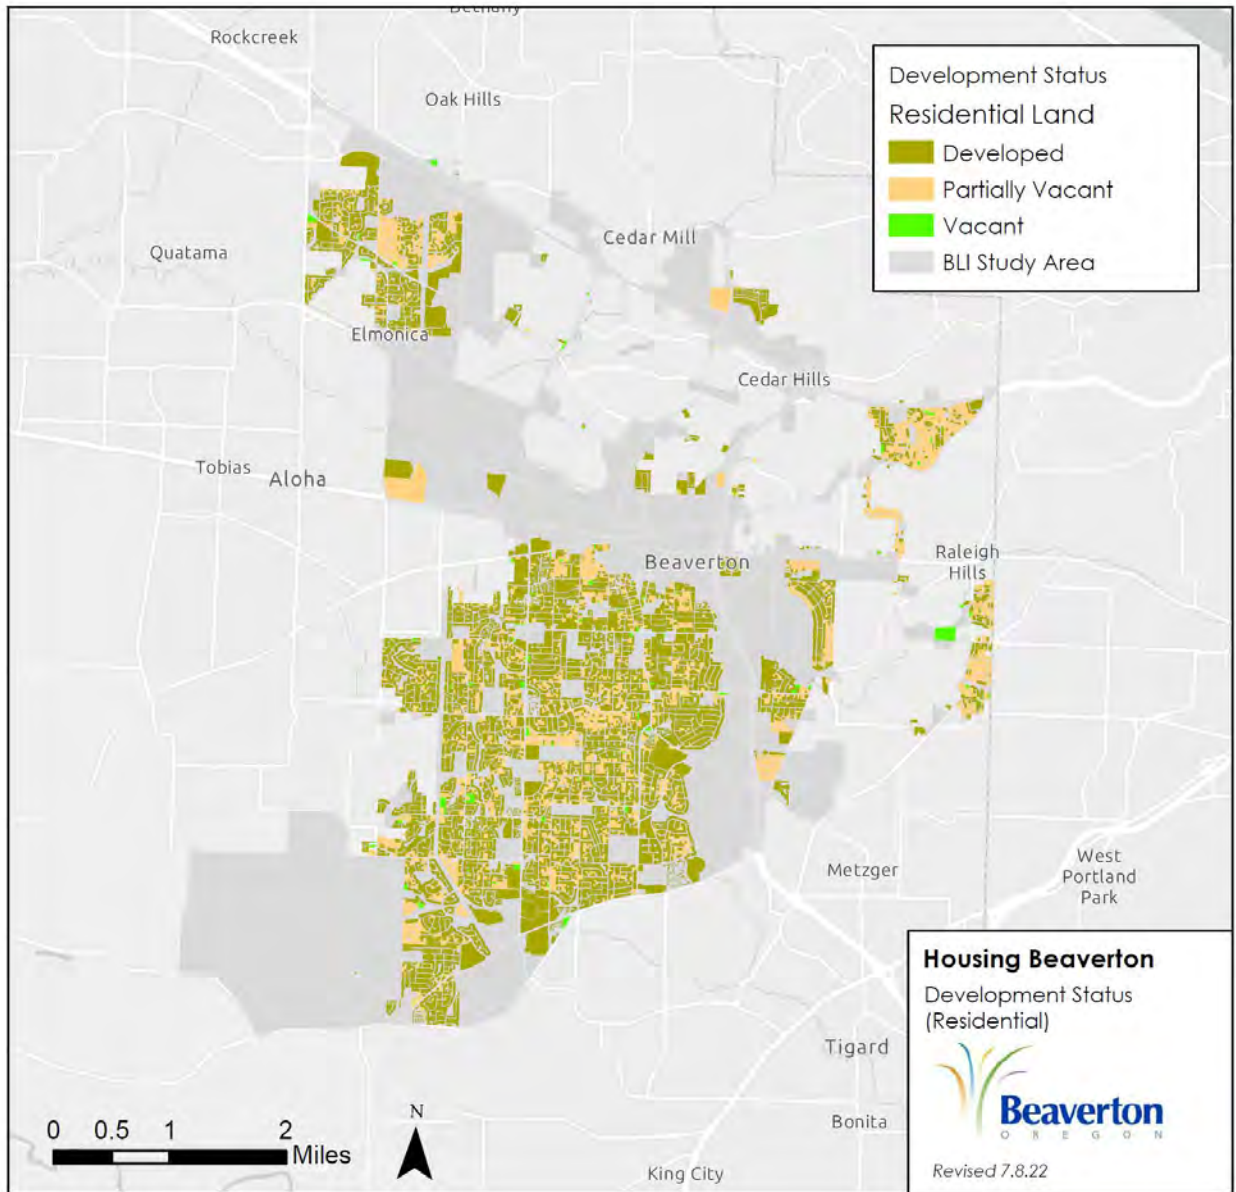 Bethany
Rockcreek
Oak Hills
Development Status
Residential Land
Developed
Partially Vacant
Vacant
BLI Study Area
Cedar Mill
Quatama
Elmonica
Cedar Hills
Tobias
Aloha
Beaverton
Raleigh
Hills
Metzger
West
Portland
Park
Housing Beaverton
Development Status
(Residential)
Beaverton
OREGON
Revised 7.8.22
Tigard
Bonita
King City
N
0 0.5 1 2
Miles